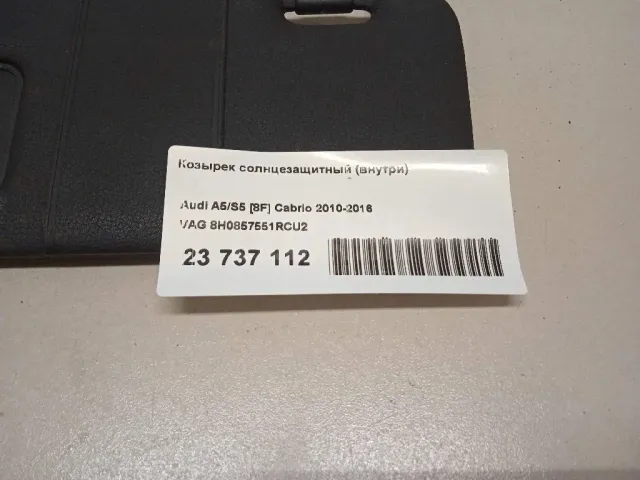 Козырек солнцезащитный (внутри)
Audi A5/S5 [8F] Cabrio 2010-2016
VAG 8H0857551RCU2
23 737 112